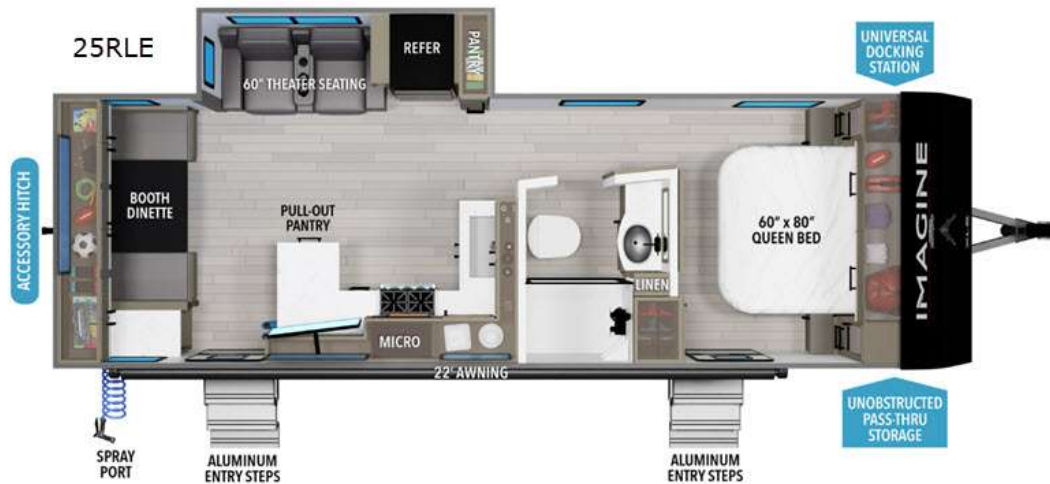 25RLE
60" THEATER SEATING
REFER
PANTRY
UNIVERSAL
DOCKING
STATION
ACCESSORY HITCH
BOOTH
DINETTE
PULL-OUT
PANTRY
60" x 80"
QUEEN BED
IMAGINE
LINEN
MICRO
22' AWNING
SPRAY
PORT
ALUMINUM
ENTRY STEPS
ALUMINUM
ENTRY STEPS
UNOBSTRUCTED
PASS-THRU
STORAGE